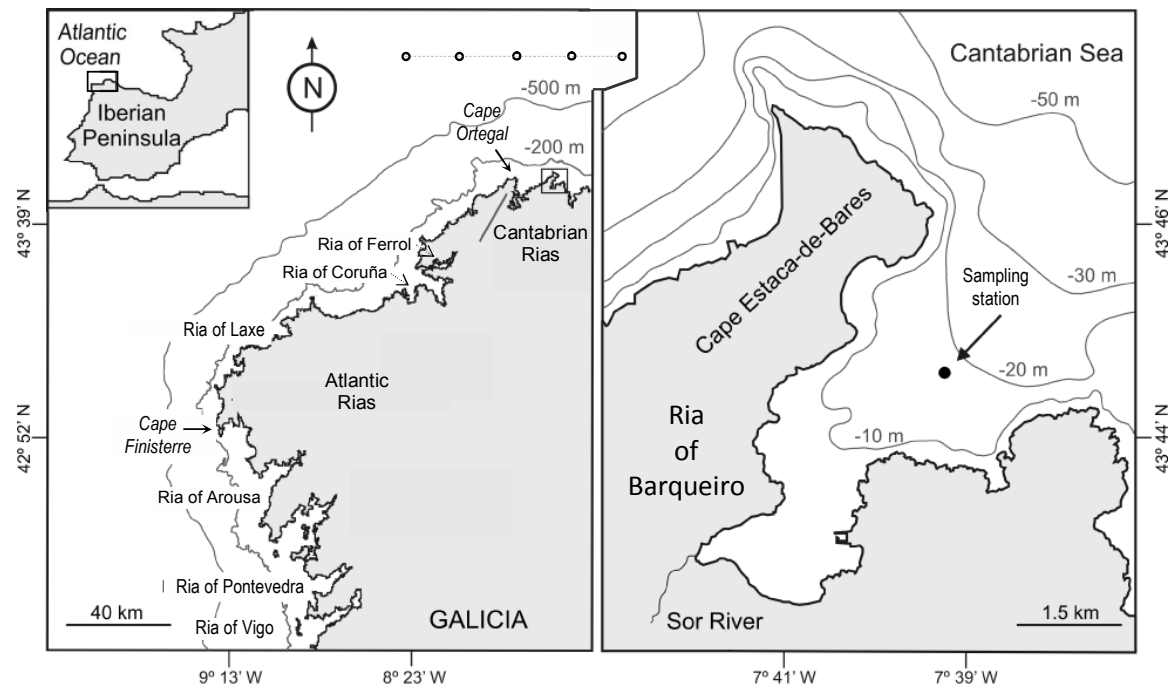 Atlantic
Ocean
Iberian
Peninsula
N
-500 m
Cape
Ortegal
-200 m
43º 39' N
Cantabrian
Rias
Ria of Ferrol
Ria of Coruña
Ria of Laxe
Atlantic
Rias
Cape
Finisterre
42º 52' N
Ria of Arousa
Ria of Pontevedra
Ria of Vigo
40 km
GALICIA
9º 13' W
8º 23' W
Cantabrian Sea
-50 m
43º 46' N
Cape Estaca-de-Bares
-30 m
Sampling
station
-20 m
Ria
of
Barqueiro
-10 m
43º 44' N
Sor River
1.5 km
7º 41' W
7º 39' W